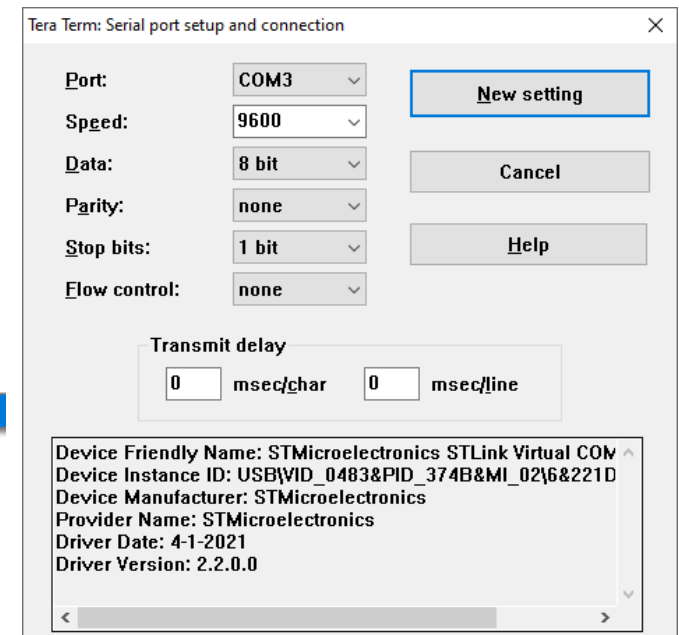 Tera Term: Serial port setup and connection
Port: COM3 New setting
Speed: 9600
Data: 8 bit Cancel
Parity: none
Stop bits: 1 bit Help
Flow control: none
Transmit delay
0 msec/char 0 msec/line
Device Friendly Name: STMicroelectronics STLink Virtual COM
Device Instance ID: USB\VID_0483&PID_374B&MI_02\6&221D
Device Manufacturer: STMicroelectronics
Provider Name: STMicroelectronics
Driver Date: 4-1-2021
Driver Version: 2.2.0.0